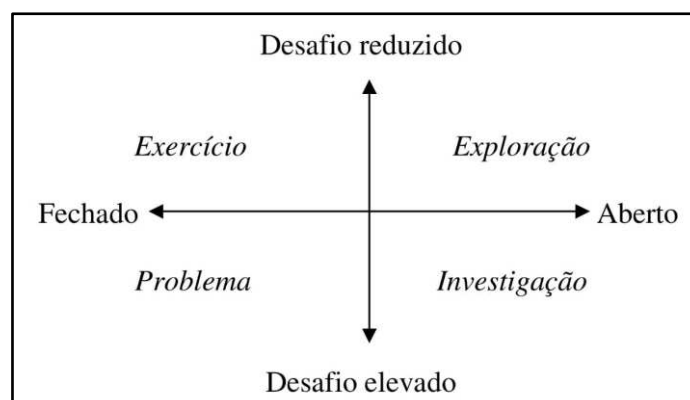 Desafio reduzido
Exercício Exploração
Fechado Aberto
Problema Investigação
Desafio elevado